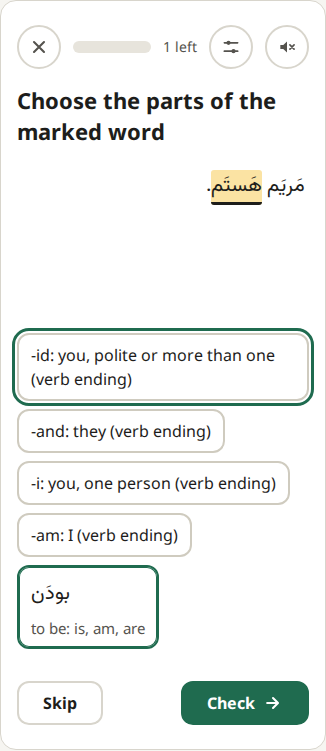 1 left
Choose the parts of the
marked word
مَریَم هَستَم.
-id: you, polite or more than one
(verb ending)
-and: they (verb ending)
-i: you, one person (verb ending)
-am: I (verb ending)
بودَن
to be: is, am, are
Skip
Check